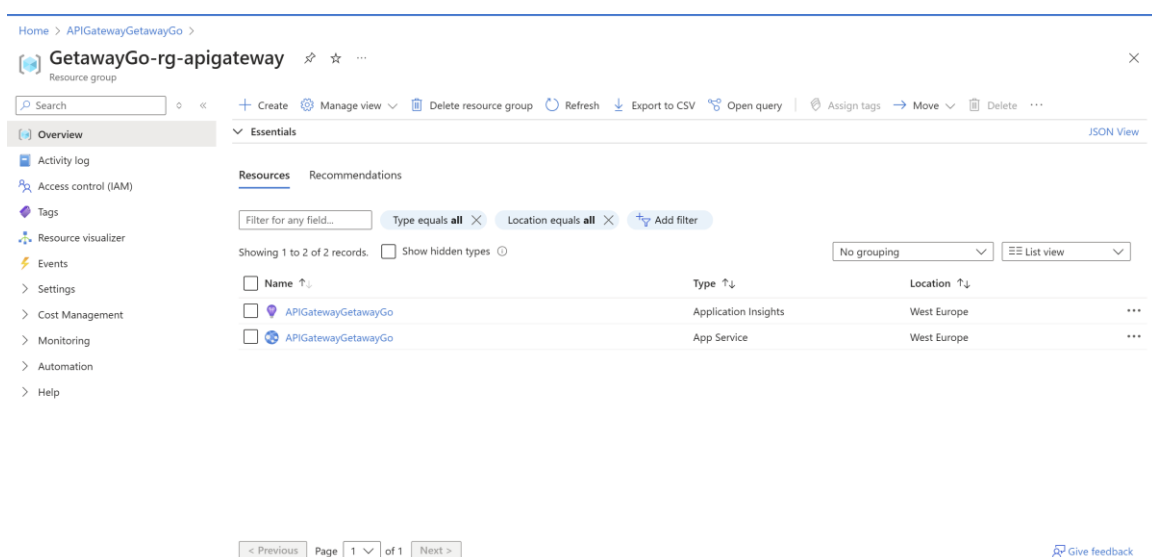 Home > APIGatewayGetawayGo >
GetawayGo-rg-apigateway
Resource group
Search
+ Create Manage view Delete resource group Refresh Export to CSV Open query Assign tags Move Delete ...
Overview
Activity log
Access control (IAM)
Tags
Resource visualizer
Events
Settings
Cost Management
Monitoring
Automation
Help
Essentials JSON View
Resources Recommendations
Filter for any field... Type equals all Location equals all Add filter
Showing 1 to 2 of 2 records. Show hidden types No grouping List view
Name Type Location
APIGatewayGetawayGo Application Insights West Europe
APIGatewayGetawayGo App Service West Europe
< Previous Page 1 of 1 Next > Give feedback